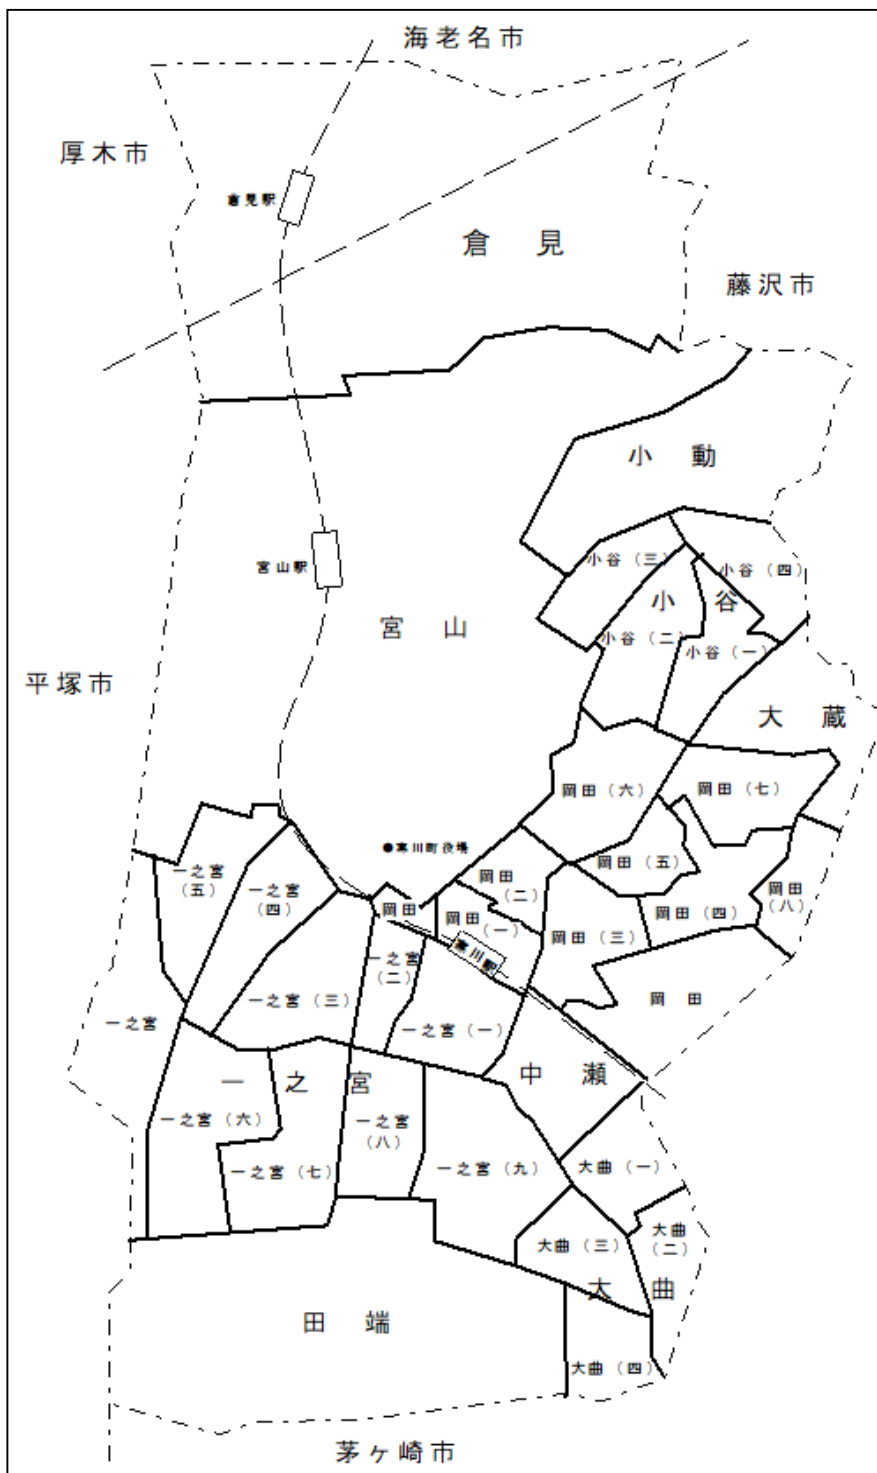 海老名市
厚木市
倉見駅
倉見
藤沢市
小動
小谷(三)
小谷(四)
宮山駅
小谷
宮山
小谷(二)
小谷(一)
平塚市
大蔵
岡田(六)
岡田(七)
●寒川町役場
岡田(五)
一之宮
(五)
一之宮
(四)
岡田
(二)
岡田
(八)
岡田
岡田
(一)
岡田(四)
岡田(三)
一之宮
(二)
寒川駅
一之宮(三)
岡田
一之宮
一之宮(一)
中瀬
一之宮
一之宮(六)
一之宮
(八)
一之宮(七)
一之宮(九)
大曲(一)
大曲
(二)
大曲(三)
大曲
田端
大曲(四)
茅ヶ崎市